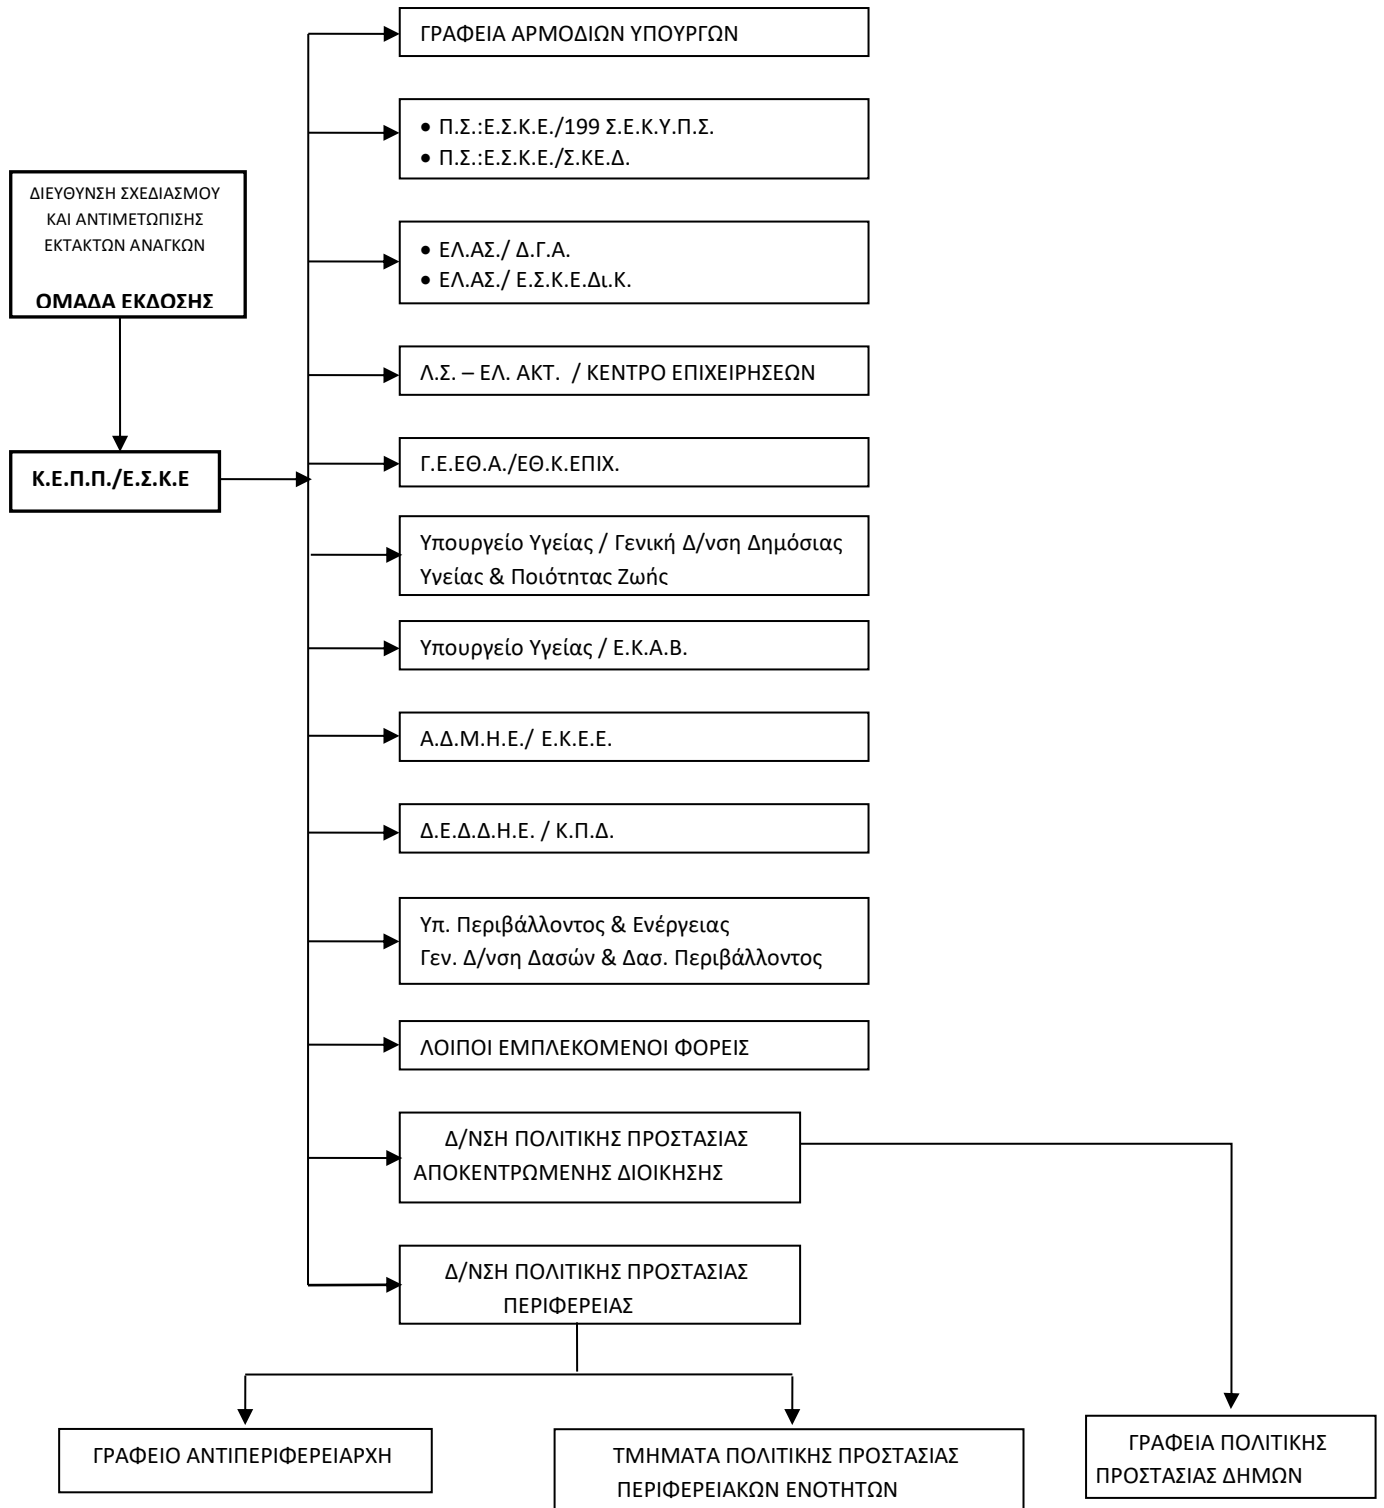 ΓΡΑΦΕΙΑ ΑΡΜΟΔΙΩΝ ΥΠΟΥΡΓΩΝ
• Π.Σ.:Ε.Σ.Κ.Ε./199 Σ.Ε.Κ.Υ.Π.Σ.
• Π.Σ.:Ε.Σ.Κ.Ε./Σ.ΚΕ.Δ.
ΔΙΕΥΘΥΝΣΗ ΣΧΕΔΙΑΣΜΟΥ
ΚΑΙ ΑΝΤΙΜΕΤΩΠΙΣΗΣ
ΕΚΤΑΚΤΩΝ ΑΝΑΓΚΩΝ
ΟΜΑΔΑ ΕΚΔΟΣΗΣ
• ΕΛ.ΑΣ./ Δ.Γ.Α.
• ΕΛ.ΑΣ./ Ε.Σ.Κ.Ε.Δι.Κ.
Λ.Σ. – ΕΛ. ΑΚΤ. / ΚΕΝΤΡΟ ΕΠΙΧΕΙΡΗΣΕΩΝ
Κ.Ε.Π.Π./Ε.Σ.Κ.Ε
Γ.Ε.ΕΘ.Α./ΕΘ.Κ.ΕΠΙΧ.
Υπουργείο Υγείας / Γενική Δ/νση Δημόσιας
Υγείας & Ποιότητας Ζωής
Υπουργείο Υγείας / Ε.Κ.Α.Β.
Α.Δ.Μ.Η.Ε./ Ε.Κ.Ε.Ε.
Δ.Ε.Δ.Δ.Η.Ε. / Κ.Π.Δ.
Υπ. Περιβάλλοντος & Ενέργειας
Γεν. Δ/νση Δασών & Δασ. Περιβάλλοντος
ΛΟΙΠΟΙ ΕΜΠΛΕΚΟΜΕΝΟΙ ΦΟΡΕΙΣ
Δ/ΝΣΗ ΠΟΛΙΤΙΚΗΣ ΠΡΟΣΤΑΣΙΑΣ
ΑΠΟΚΕΝΤΡΩΜΕΝΗΣ ΔΙΟΙΚΗΣΗΣ
Δ/ΝΣΗ ΠΟΛΙΤΙΚΗΣ ΠΡΟΣΤΑΣΙΑΣ
ΠΕΡΙΦΕΡΕΙΑΣ
ΓΡΑΦΕΙΟ ΑΝΤΙΠΕΡΙΦΕΡΕΙΑΡΧΗ
ΤΜΗΜΑΤΑ ΠΟΛΙΤΙΚΗΣ ΠΡΟΣΤΑΣΙΑΣ
ΠΕΡΙΦΕΡΕΙΑΚΩΝ ΕΝΟΤΗΤΩΝ
ΓΡΑΦΕΙΑ ΠΟΛΙΤΙΚΗΣ
ΠΡΟΣΤΑΣΙΑΣ ΔΗΜΩΝ